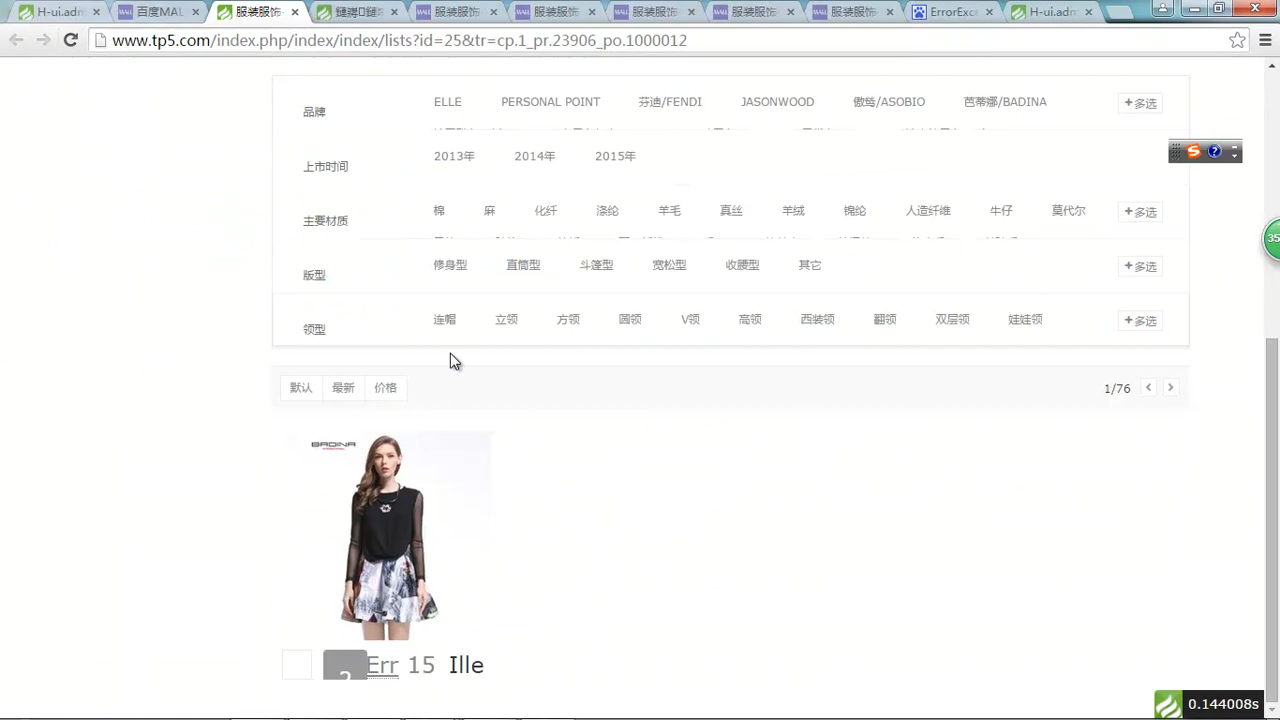 H-ui.adm 百度MAL 服装服饰 服装服饰 服装服饰 服装服饰 服装服饰 服装服饰 ErrorExce H-ui.adm
www.tp5.com/index.php/index/index/lists?id=25&tr=cp.1_pr_23906_po.1000012
品牌 ELLE PERSONAL POINT 芬迪/FENDI JASONWOOD 傲鸶/ASOBIO 芭蒂娜/BADINA +多选
上市时间 2013年 2014年 2015年
主要材质 棉 麻 化纤 涤纶 羊毛 真丝 羊绒 锦纶 人造纤维 牛仔 莫代尔 +多选
版型 修身型 直筒型 斗篷型 宽松型 收腰型 其它 +多选
领型 连帽 立领 方领 圆领 V领 高领 西装领 翻领 双层领 娃娃领 +多选
35
默认 最新 价格 1/76
BADINA
2 Err 15 Ille
0.144008s